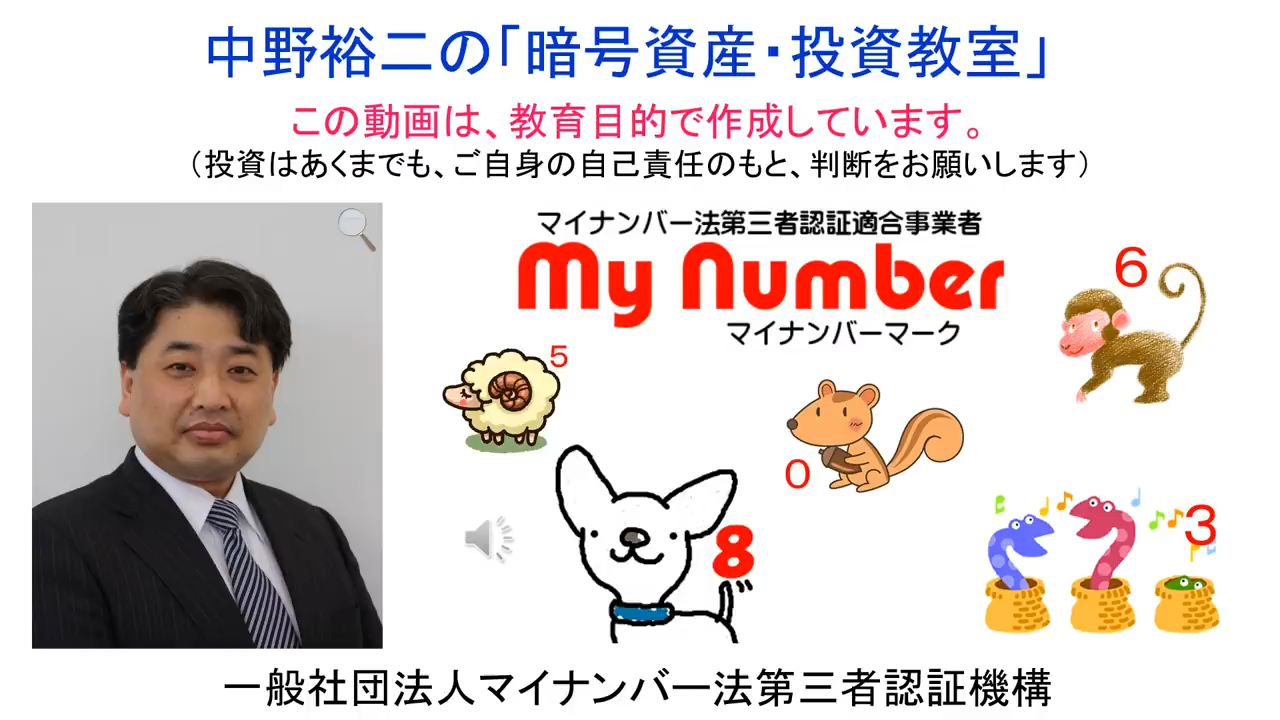 中野裕二の「暗号資産・投資教室」
この動画は、教育目的で作成しています。
（投資はあくまでも、ご自身の自己責任のもと、判断をお願いします）
マイナンバー法第三者認証適合事業者
My Number
マイナンバーマーク
6
5
0
8
3
一般社団法人マイナンバー法第三者認証機構